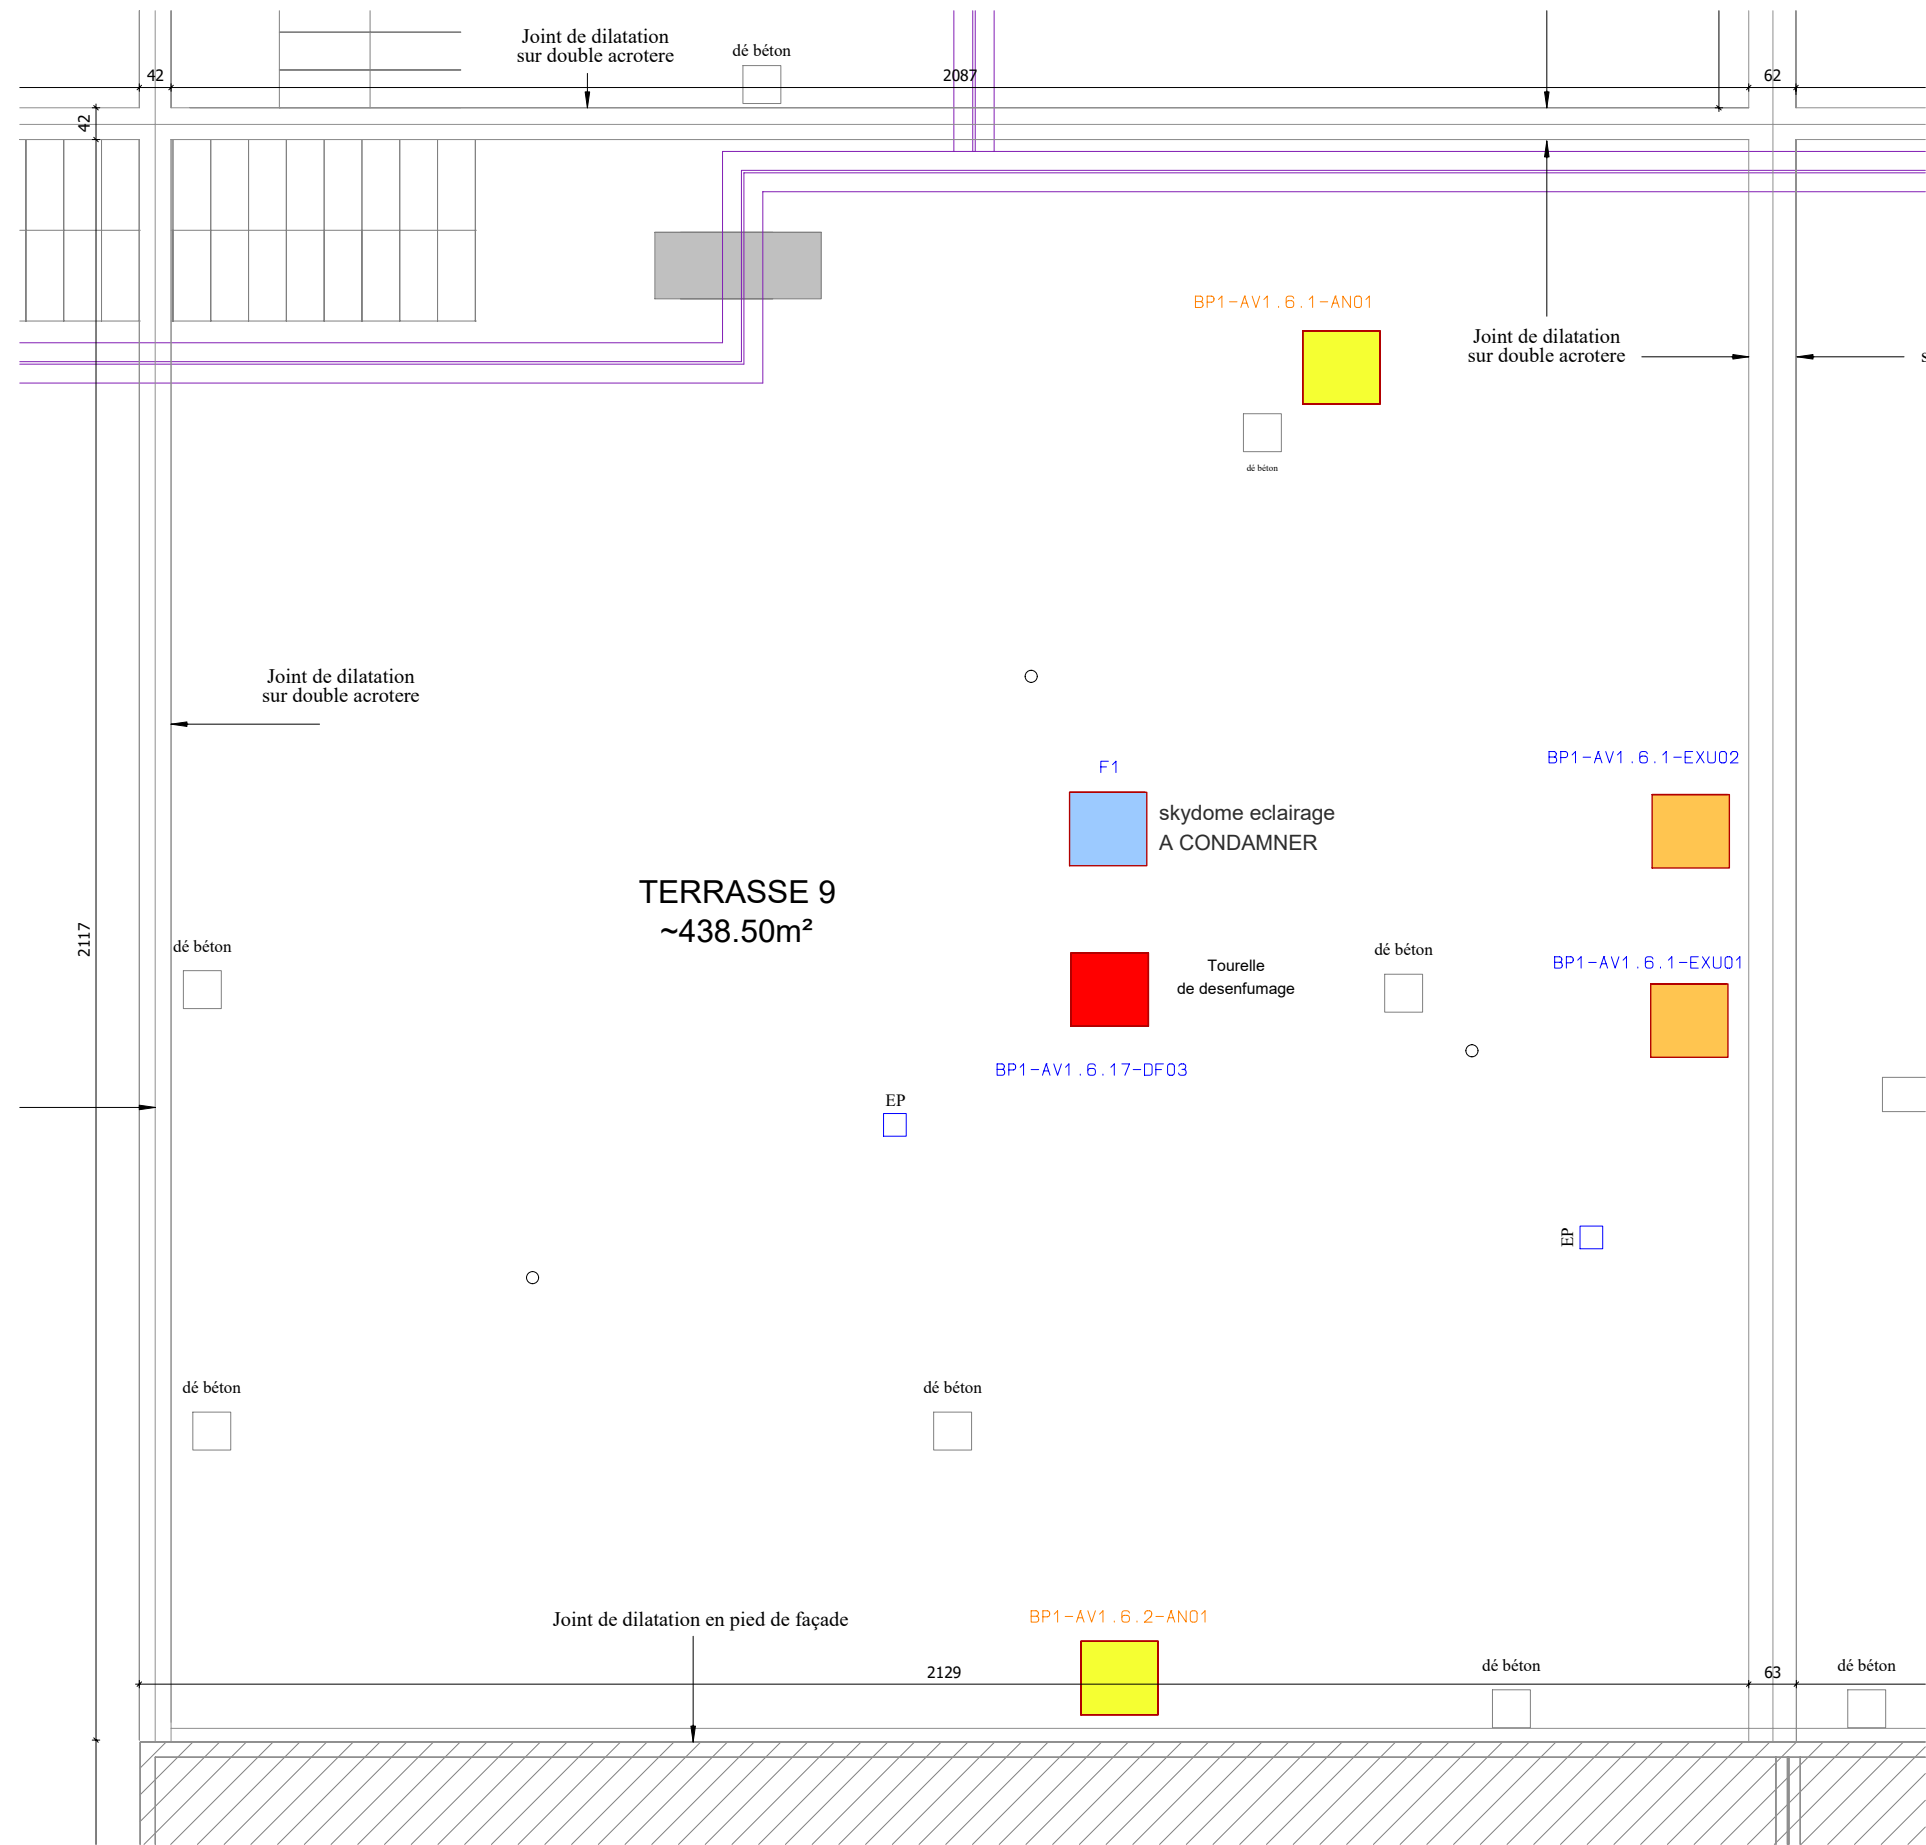 Joint de dilatation
sur double acrotere
dé béton
42
2087
62
42
BP1-AV1.6.1-AN01
Joint de dilatation
sur double acrotere
s
dé béton
Joint de dilatation
sur double acrotere
F1
BP1-AV1.6.1-EXU02
skydome eclairage
A CONDAMNER
TERRASSE 9
~438.50m²
2117
dé béton
dé béton
Tourelle
de desenfumage
BP1-AV1.6.1-EXU01
BP1-AV1.6.17-DF03
EP
EP
dé béton
dé béton
Joint de dilatation en pied de façade
BP1-AV1.6.2-AN01
2129
dé béton
63
dé béton